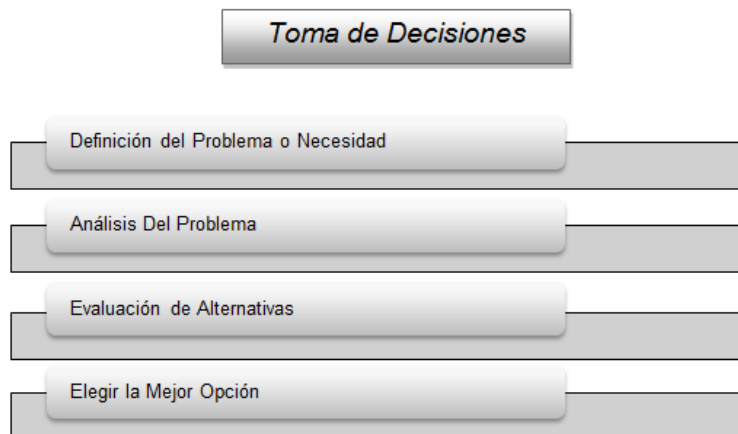 Toma de Decisiones
Definición del Problema o Necesidad
Análisis Del Problema
Evaluación de Alternativas
Elegir la Mejor Opción